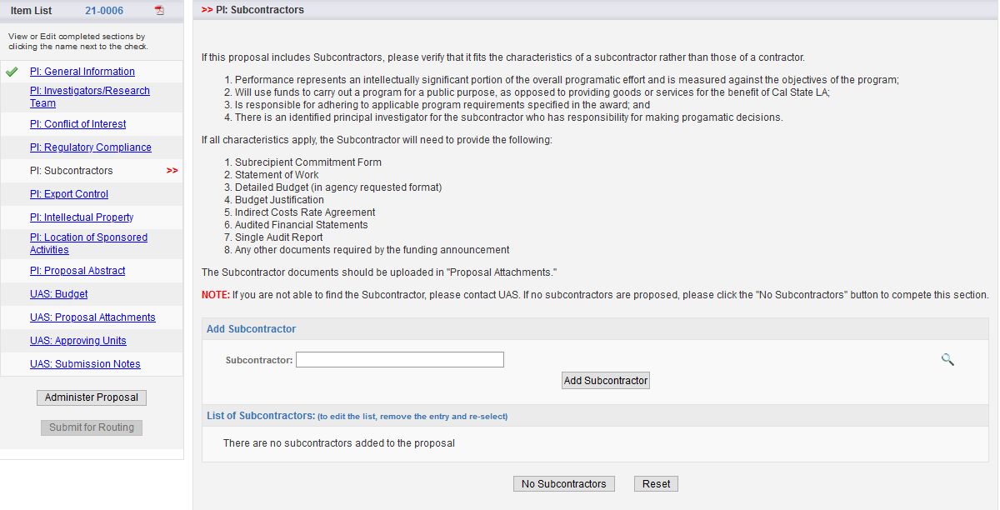 Item List 21-0006
View or Edit completed sections by
clicking the name next to the check.
PI: General Information
PI: Investigators/Research
Team
PI: Conflict of Interest
PI: Regulatory Compliance
PI: Subcontractors >>
PI: Export Control
PI: Intellectual Property
PI: Location of Sponsored
Activities
PI: Proposal Abstract
UAS: Budget
UAS: Proposal Attachments
UAS: Approving Units
UAS: Submission Notes
Administer Proposal
Submit for Routing
>> PI: Subcontractors
If this proposal includes Subcontractors, please verify that it fits the characteristics of a subcontractor rather than those of a contractor.
1. Performance represents an intellectually significant portion of the overall programatic effort and is measured against the objectives of the program;
2. Will use funds to carry out a program for a public purpose, as opposed to providing goods or services for the benefit of Cal State LA;
3. Is responsible for adhering to applicable program requirements specified in the award; and
4. There is an identified principal investigator for the subcontractor who has responsibility for making progamatic decisions.
If all characteristics apply, the Subcontractor will need to provide the following:
1. Subrecipient Commitment Form
2. Statement of Work
3. Detailed Budget (in agency requested format)
4. Budget Justification
5. Indirect Costs Rate Agreement
6. Audited Financial Statements
7. Single Audit Report
8. Any other documents required by the funding announcement
The Subcontractor documents should be uploaded in "Proposal Attachments."
NOTE: If you are not able to find the Subcontractor, please contact UAS. If no subcontractors are proposed, please click the "No Subcontractors" button to compete this section.
Add Subcontractor
Subcontractor:
Add Subcontractor
List of Subcontractors: (to edit the list, remove the entry and re-select)
There are no subcontractors added to the proposal
No Subcontractors Reset